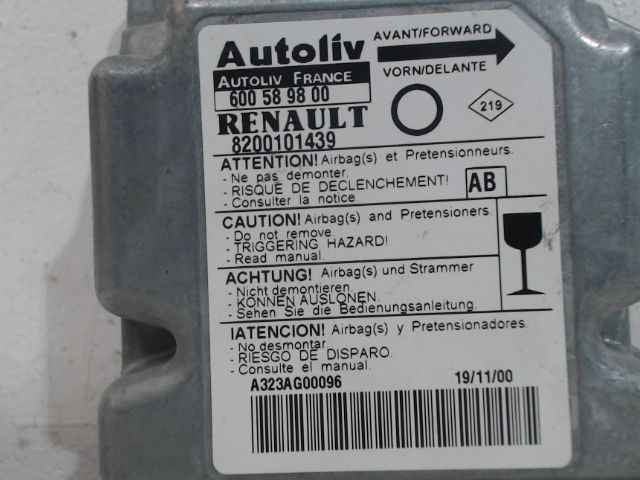 Autoliv
AVANT/FORWARD
AUTOLIV FRANCE
VORN/DELANTE
600 58 98 00
219
RENAULT
8200101439
ATTENTION! Airbag(s) et Pretensionneurs.
- Ne pas demonter.
- RISQUE DE DECLENCHEMENT!
- Consulter la notice
AB
CAUTION! Airbag(s) and Pretensioners.
- Do not remove.
- TRIGGERING HAZARD!
- Read manual.
ACHTUNG! Airbag(s) und Strammer
- Nicht demontieren.
- KONNEN AUSLONEN.
- Sehen Sie die Bedienungsanleitung.
IATENCION! Airbag(s) y Pretensionadores.
- No desmontar.
- RIESGO DE DISPARO.
- Consulte el manual.
A323AG00096 19/11/00